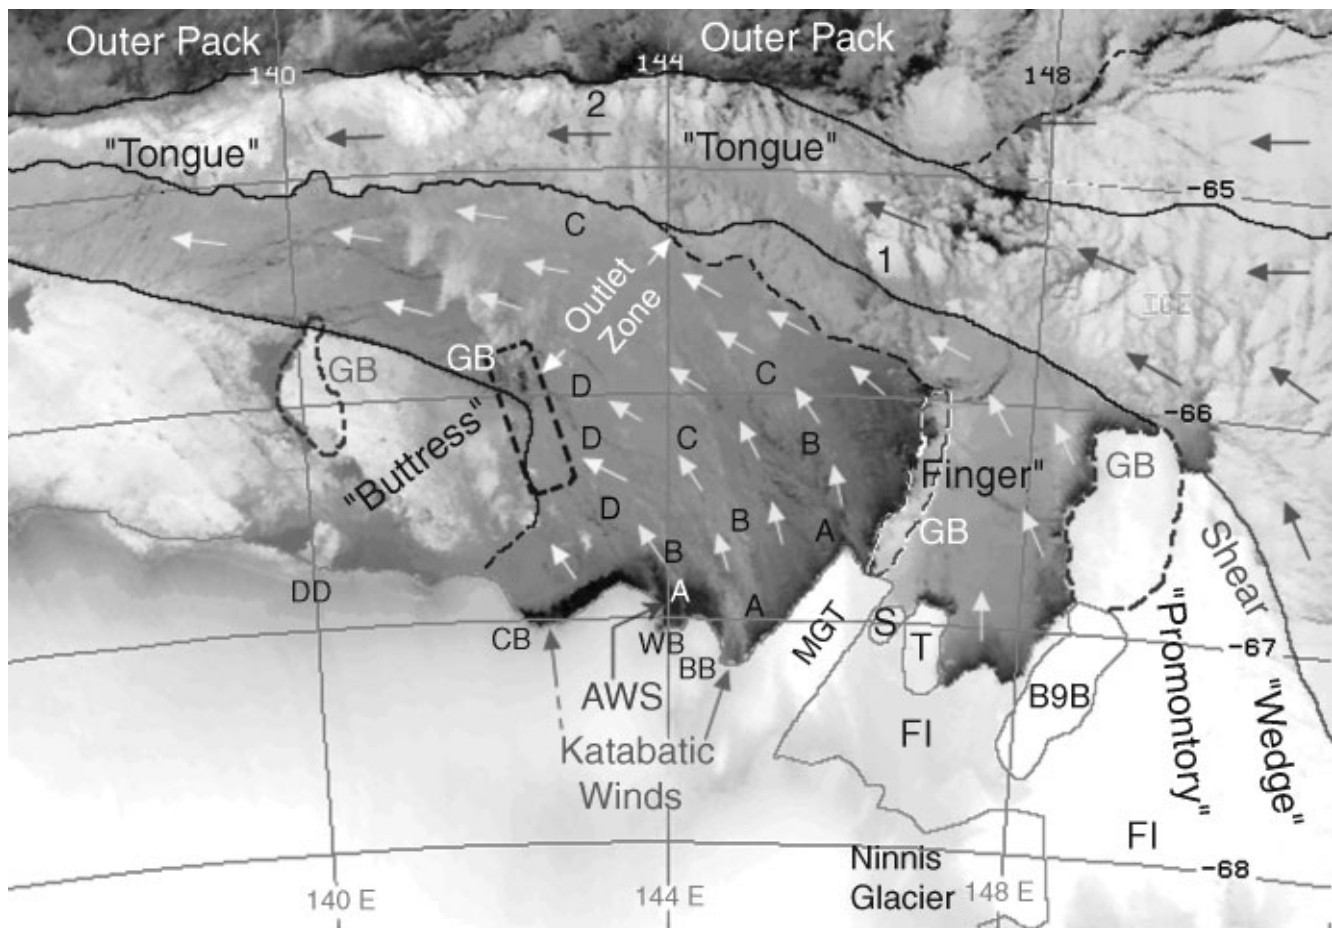 Outer Pack
Outer Pack
140
144
148
2
"Tongue"
"Tongue"
-65
C
1
ICE
Outlet
Zone
GB
GB
D
C
-66
"Buttress"
D
C
B
Finger"
GB
D
B
A
GB
Shear
B
DD
A
A
CB
WB
BB
MGT
S
T
"Promontory"
-67
AWS
B9B
"Wedge"
Katabatic
Winds
FI
FI
Ninnis
Glacier
-68
140 E
144 E
148 E